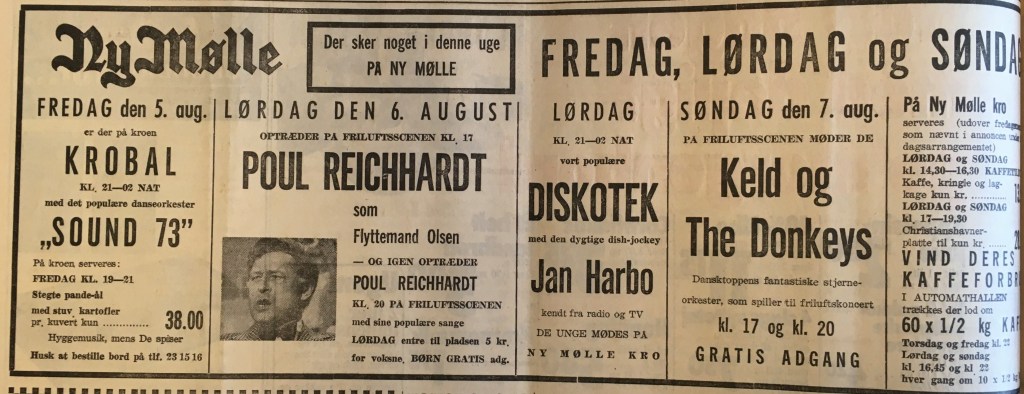 Ny Mølle
Der sker noget i denne uge
PÅ NY MØLLE
FREDAG, LØRDAG og
FREDAG den 5. aug.
er der på kroen
KROBAL
KL. 21—02 NAT
med det populære danseorkester
„SOUND 73”
På kroen serveres:
FREDAG KL. 19—21
Stegte pande-ål
med stuv. kartofler
pr. kuvert kun ........ 38.00
Hyggemusik, mens De spiser
Husk at bestille bord på tlf. 23 15 16
LØRDAG DEN 6. AUGUST
OPTRÆDER PÅ FRILUFTSSCENEN KL. 17
POUL REICHHARDT
som
Flyttemand Olsen
— OG IGEN OPTRÆDER
POUL REICHHARDT
KL. 20 PÅ FRILUFTSSCENEN
med sine populære sange
LØRDAG entre til pladsen 5 kr.
for voksne, BØRN GRATIS adg.
LØRDAG
KL. 21—02 NAT
vort populære
DISKOTEK
med den dygtige dish-jockey
Jan Harbo
kendt fra radio og TV
DE UNGE MØDES PÅ
NY MØLLE KRO
SØNDAG den 7. aug.
PÅ FRILUFTSSCENEN MØDER DE
Keld og
The Donkeys
Dansktoppens fantastiske stjerne-
orkester, som spiller til friluftskoncert
kl. 17 og kl. 20
GRATIS ADGANG
På Ny Mølle kro
serveres (udover
som nævnt i annoncen
dagsarrangementet)
LØRDAG og SØNDAG
kl. 14,30—16,30
Kaffe, kringle og lag-
kage kun kr. ............
LØRDAG og SØNDAG
kl. 17—19,30
Christianshavner-
platte til kun kr. ......
VIND DERES
I AUTOMATHALLEN
trækkes der lod om
60 x 1/2 kg
Torsdag og fredag kl. 22
Lørdag og søndag
kl. 16,45 og kl. 22
hver gang om 10 x 1/2